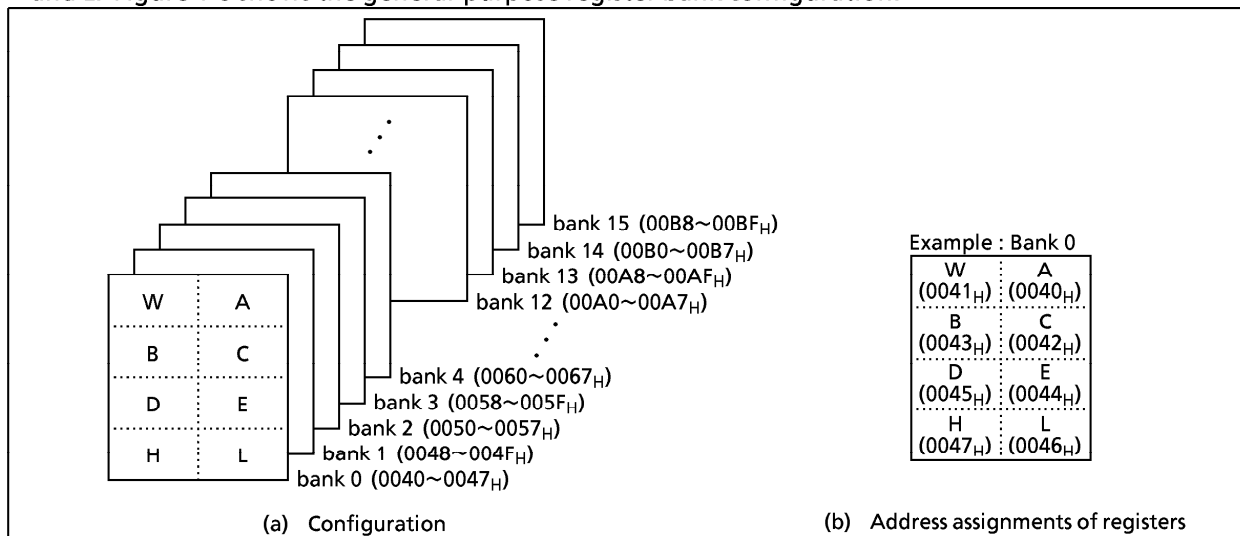 and L. Figure 1-3 shows the general-purpose register bank configuration.
bank 15 (00B8~00BFH)
bank 14 (00B0~00B7H)
bank 13 (00A8~00AFH)
bank 12 (00A0~00A7H)
bank 4 (0060~0067H)
bank 3 (0058~005FH)
bank 2 (0050~0057H)
bank 1 (0048~004FH)
bank 0 (0040~0047H)
W A
B C
D E
H L
(a) Configuration
Example : Bank 0
W A
(0041H) (0040H)
B C
(0043H) (0042H)
D E
(0045H) (0044H)
H L
(0047H) (0046H)
(b) Address assignments of registers